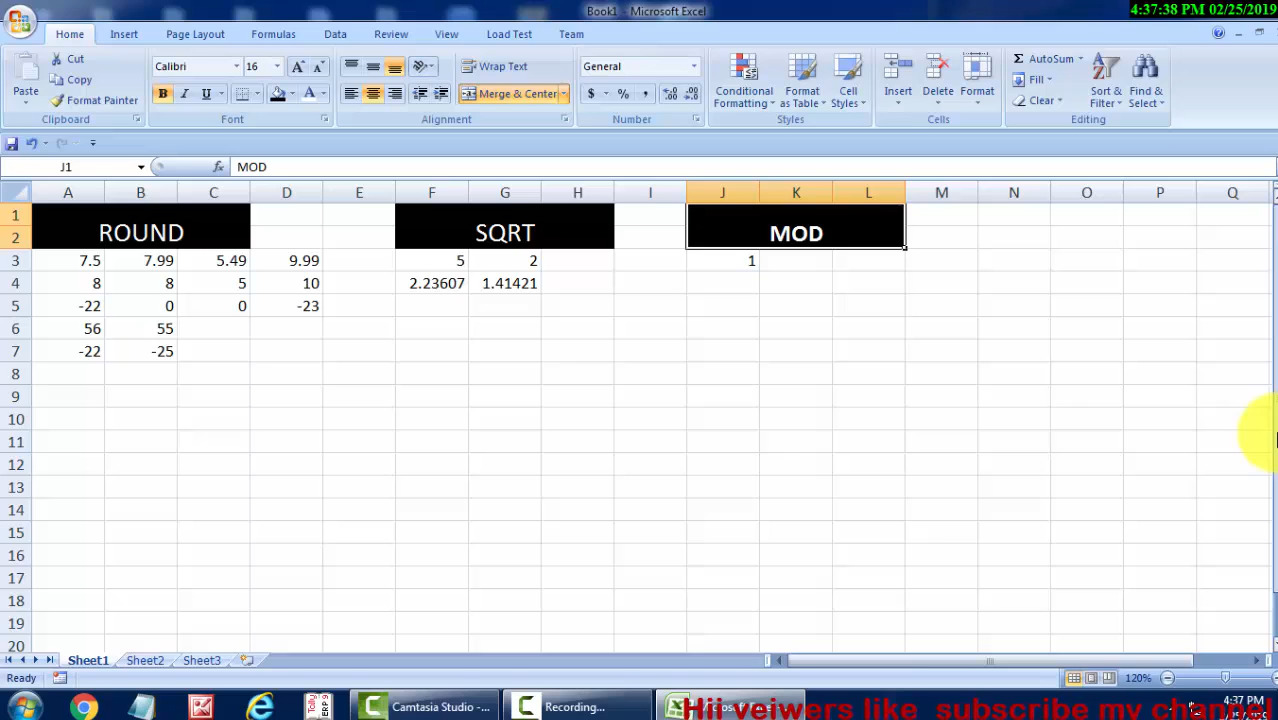 Book1 - Microsoft Excel
4:37:38 PM 02/25/2019
Home Insert Page Layout Formulas Data Review View Load Test Team
Paste
Cut
Copy
Format Painter
Clipboard
Calibri 16
B I U A
Font
Wrap Text
Merge & Center
Alignment
General
$ % ,
Number
Conditional Formatting
Format as Table
Cell Styles
Styles
Insert Delete Format
Cells
Σ AutoSum
Fill
Clear
Sort & Filter
Find & Select
Editing
J1 fx MOD
A B C D E F G H I J K L M N O P Q
1
2 ROUND SQRT MOD
3 7.5 7.99 5.49 9.99 5 2 1
4 8 8 5 10 2.23607 1.41421
5 -22 0 0 -23
6 56 55
7 -22 -25
8
9
10
11
12
13
14
15
16
17
18
19
20
Sheet1 Sheet2 Sheet3
Ready 120%
Camtasia Studio -... Recording... 4:37 PM
Hii veiwers like subscribe my channel